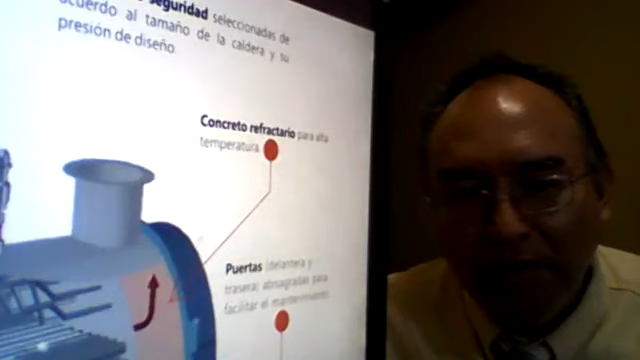 seguridad seleccionadas de
acuerdo al tamaño de la caldera y su
presión de diseño
Concreto refractario para alta
temperatura
Puertas (delantera y
trasera) abisagradas para
facilitar el mantenimiento